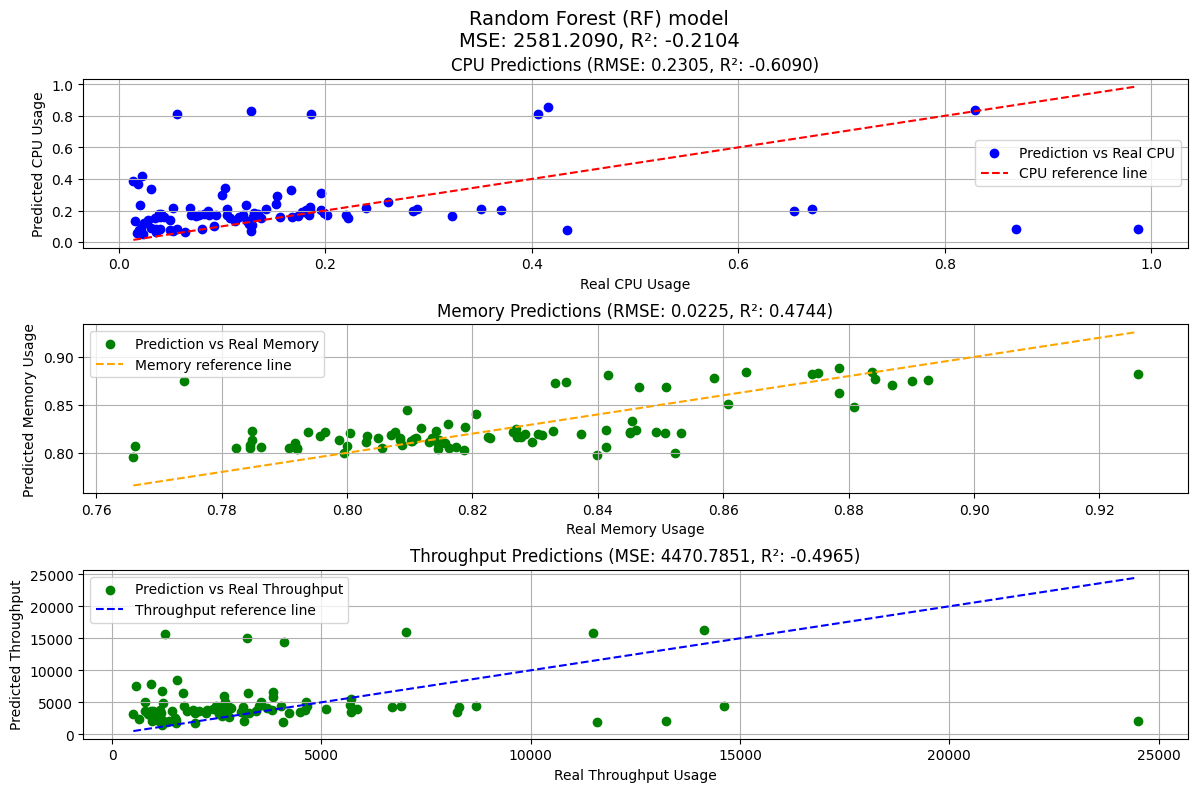 Random Forest (RF) model
MSE: 2581.2090, R²: -0.2104
CPU Predictions (RMSE: 0.2305, R²: -0.6090)
Predicted CPU Usage
1.0
0.8
0.6
0.4
0.2
0.0
Prediction vs Real CPU
CPU reference line
0.0 0.2 0.4 0.6 0.8 1.0
Real CPU Usage
Memory Predictions (RMSE: 0.0225, R²: 0.4744)
Predicted Memory Usage
0.90
0.85
0.80
Prediction vs Real Memory
Memory reference line
0.76 0.78 0.80 0.82 0.84 0.86 0.88 0.90 0.92
Real Memory Usage
Throughput Predictions (MSE: 4470.7851, R²: -0.4965)
Predicted Throughput
25000
20000
15000
10000
5000
0
Prediction vs Real Throughput
Throughput reference line
0 5000 10000 15000 20000 25000
Real Throughput Usage